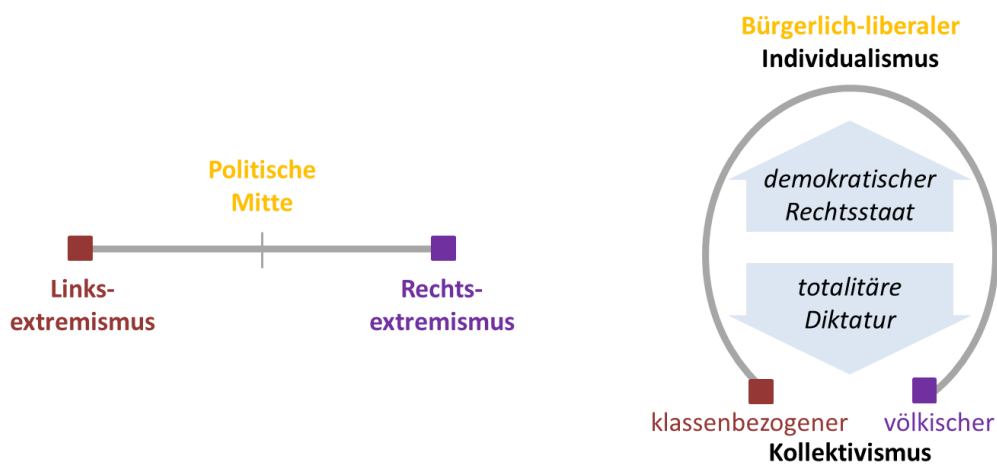 Politische
Mitte
Links-
extremismus
Rechts-
extremismus
Bürgerlich-liberaler
Individualismus
demokratischer
Rechtsstaat
totalitäre
Diktatur
klassenbezogener völkischer
Kollektivismus